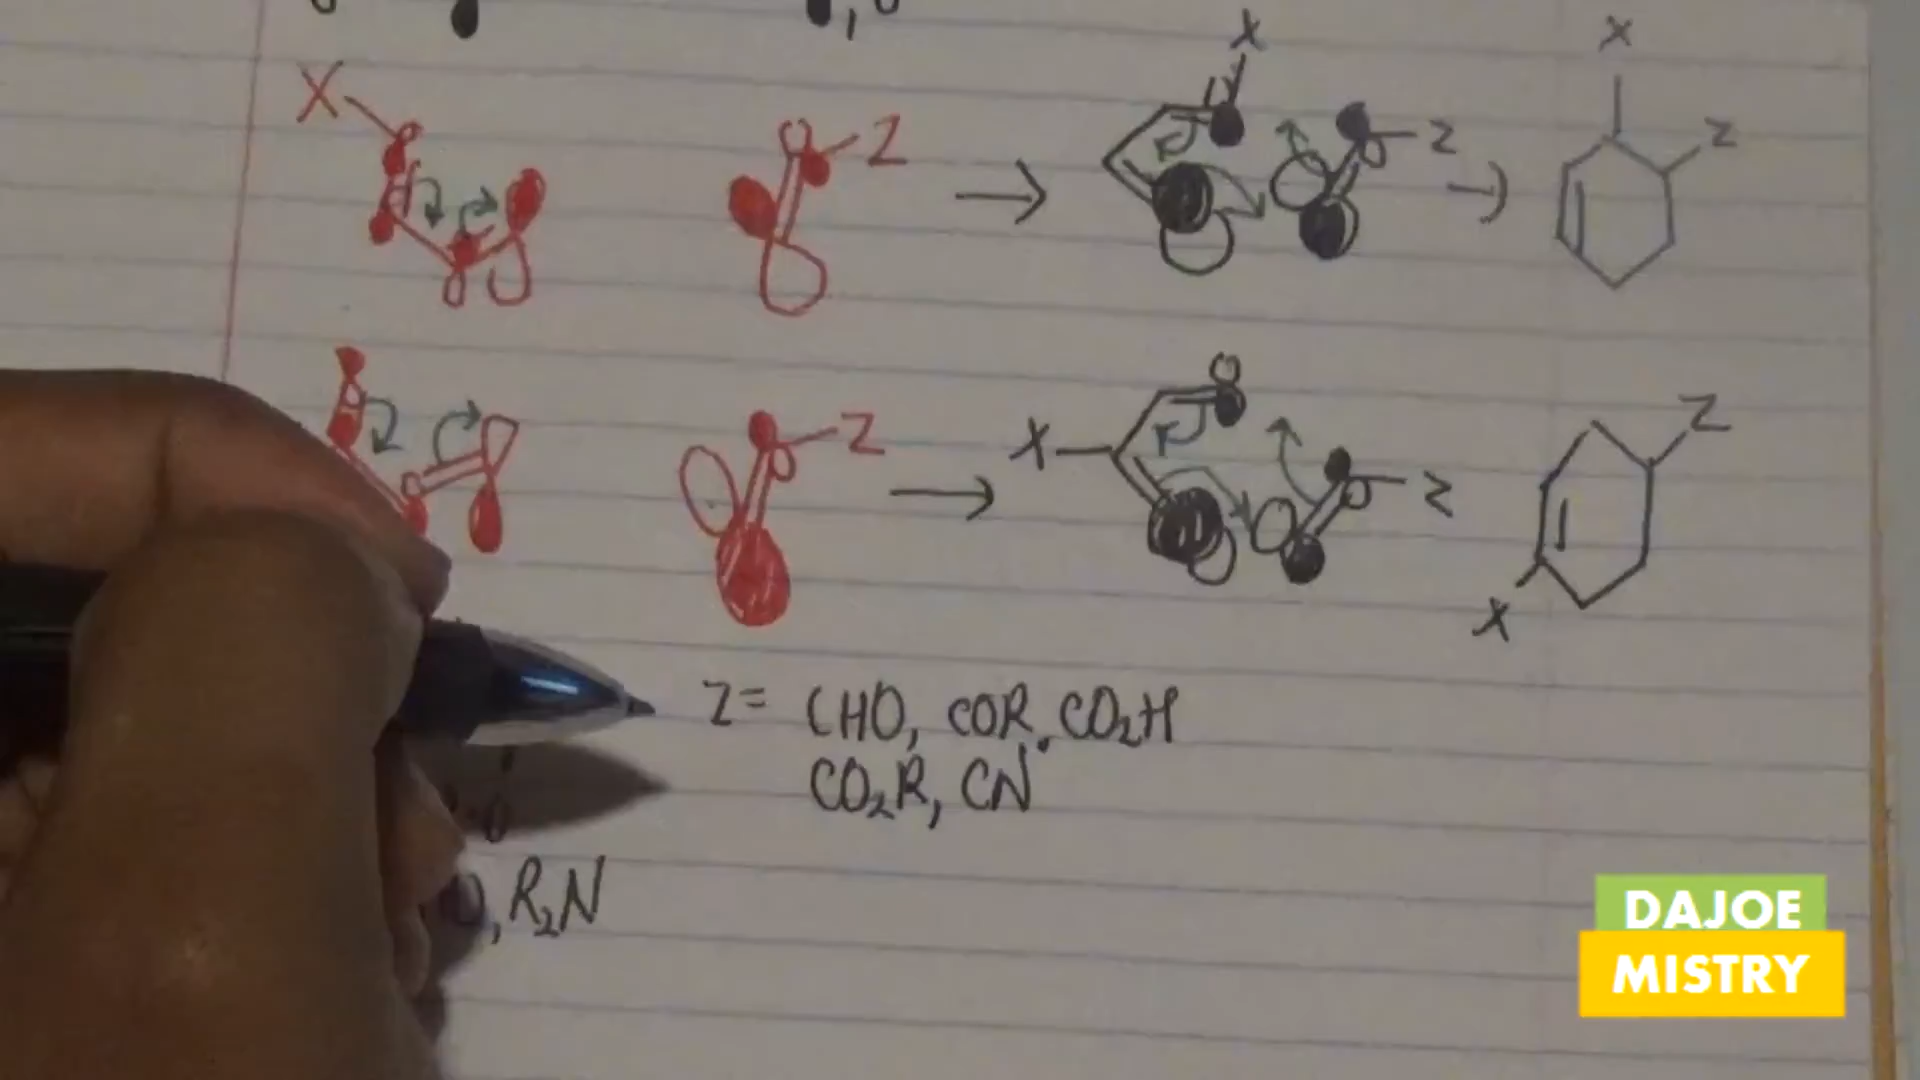 X
X
X
Z
Z
Z
Z
Z
X
Z
X
Z
Z= CHO, COR, CO₂H
CO₂R, CN
, R₂N
DAJOE
MISTRY